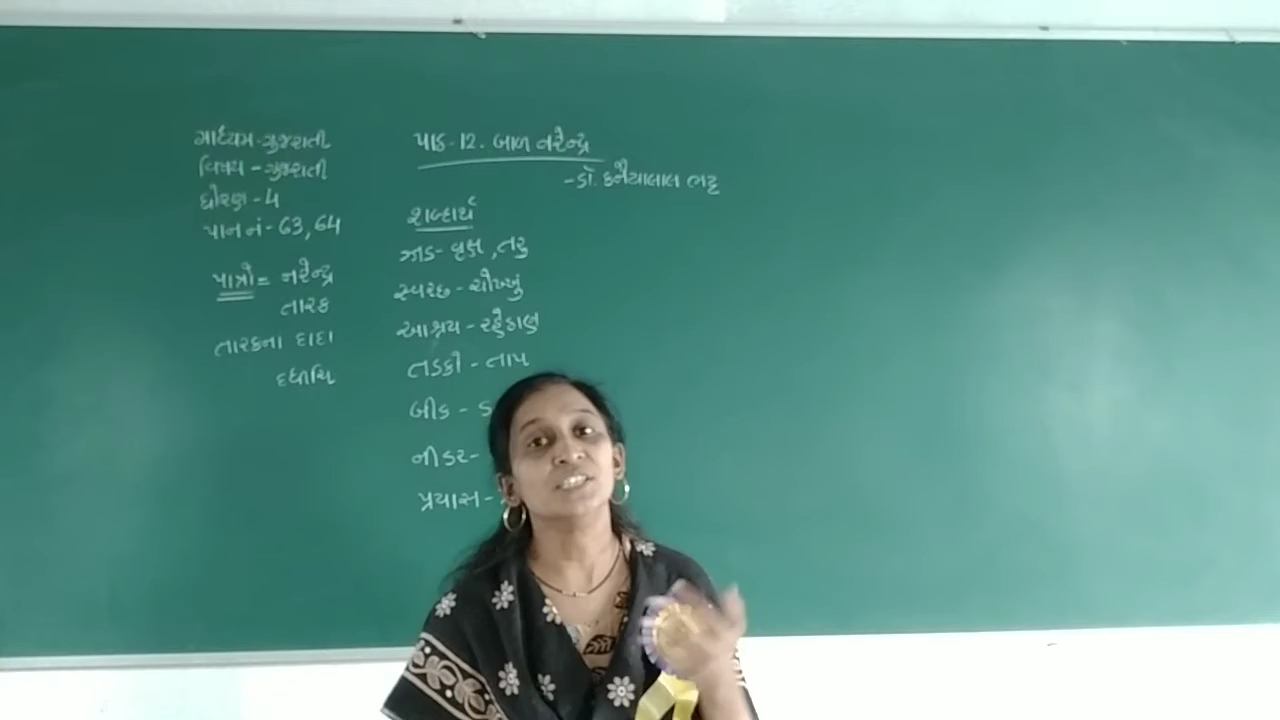 માધ્યમ - ગુજરાતી
વિષય - ગુજરાતી
ધોરણ - 4
પાન નં - 63, 64
પાત્રો = નરેન્દ્ર
તારક
તારકના દાદા
દધીચિ
પાઠ - 12. બાળ નરેન્દ્ર
- ડૉ. કનૈયાલાલ ભટ્ટ
શબ્દાર્થ
ઝાડ - વૃક્ષ, તરુ
સ્વચ્છ - ચોખ્ખું
આશ્રય - રહેઠાણ
તડકો - તાપ
બીક - ડ
નીડર -
પ્રયાસ -